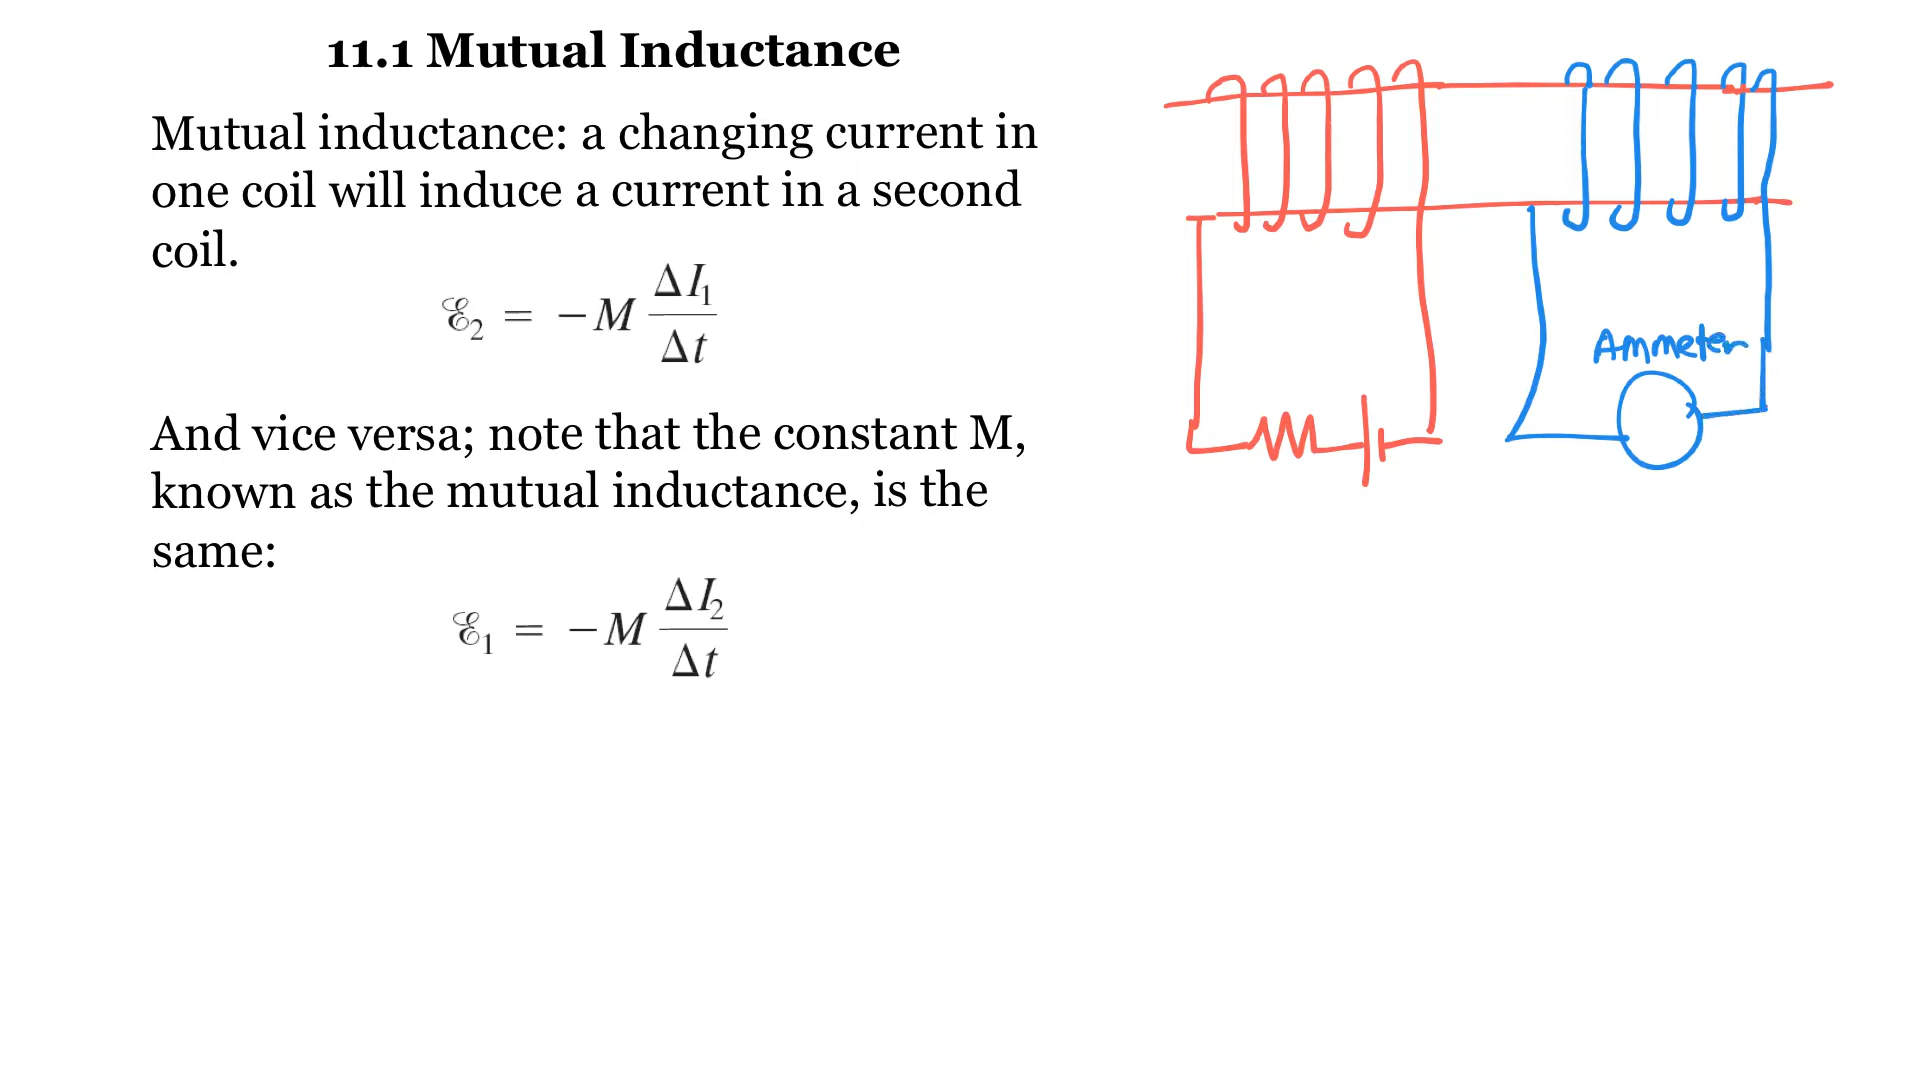 11.1 Mutual Inductance
Mutual inductance: a changing current in
one coil will induce a current in a second
coil.
ℰ₂ = −M ΔI₁/Δt
And vice versa; note that the constant M,
known as the mutual inductance, is the
same:
ℰ₁ = −M ΔI₂/Δt
Ammeter